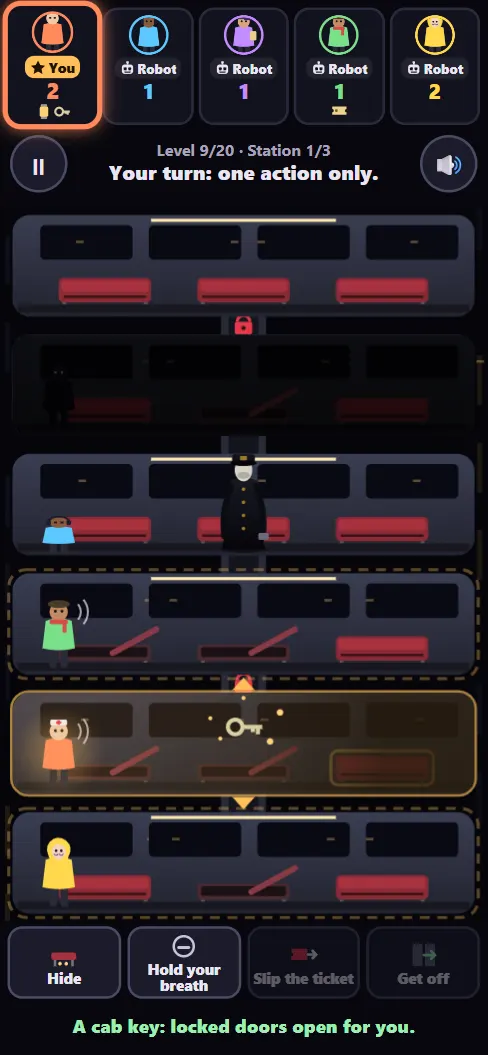 You
Robot
Robot
Robot
Robot
2
1
1
1
2
Level 9/20 · Station 1/3
Your turn: one action only.
Hide
Hold your
breath
Slip the ticket
Get off
A cab key: locked doors open for you.